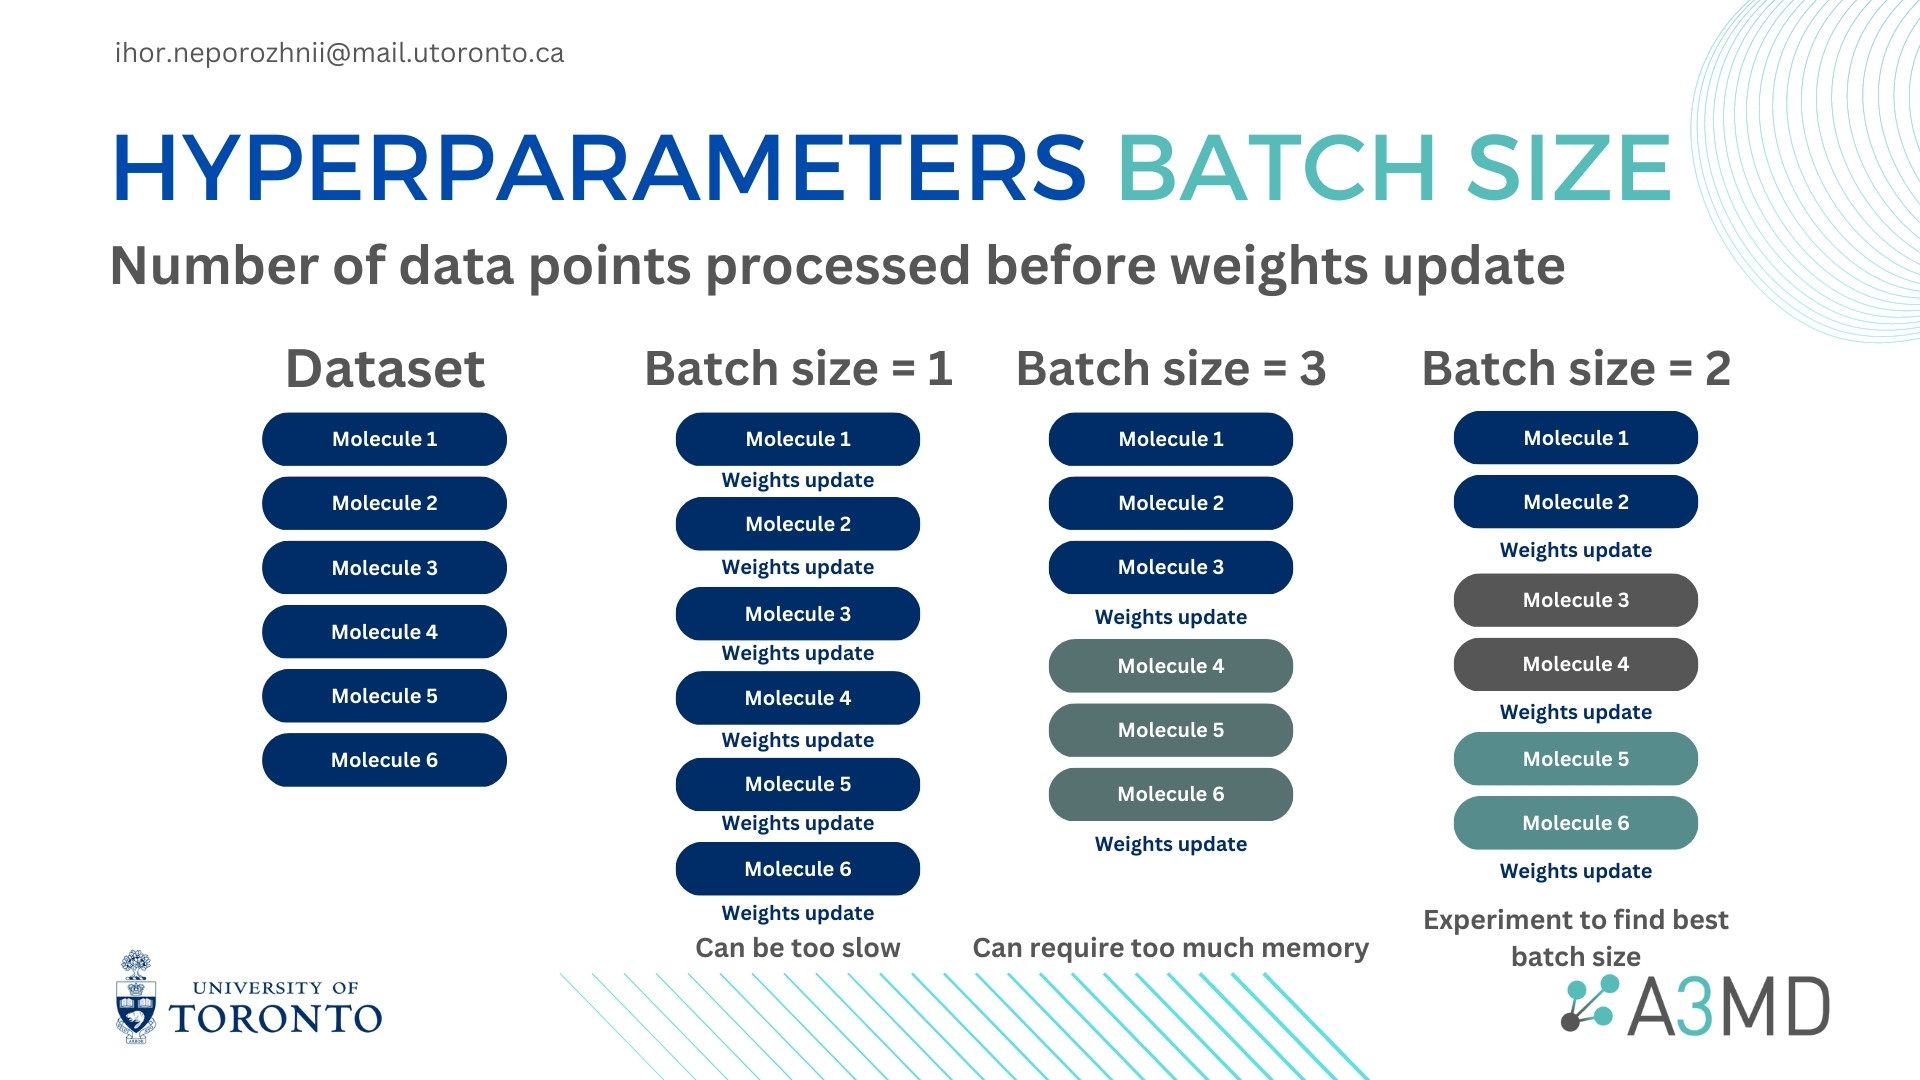 ihor.neporozhnii@mail.utoronto.ca
HYPERPARAMETERS BATCH SIZE
Number of data points processed before weights update
Dataset
Molecule 1
Molecule 2
Molecule 3
Molecule 4
Molecule 5
Molecule 6
Batch size = 1
Molecule 1
Weights update
Molecule 2
Weights update
Molecule 3
Weights update
Molecule 4
Weights update
Molecule 5
Weights update
Molecule 6
Weights update
Can be too slow
Batch size = 3
Molecule 1
Molecule 2
Molecule 3
Weights update
Molecule 4
Molecule 5
Molecule 6
Weights update
Can require too much memory
Batch size = 2
Molecule 1
Molecule 2
Weights update
Molecule 3
Molecule 4
Weights update
Molecule 5
Molecule 6
Weights update
Experiment to find best
batch size
UNIVERSITY OF
TORONTO
A3MD